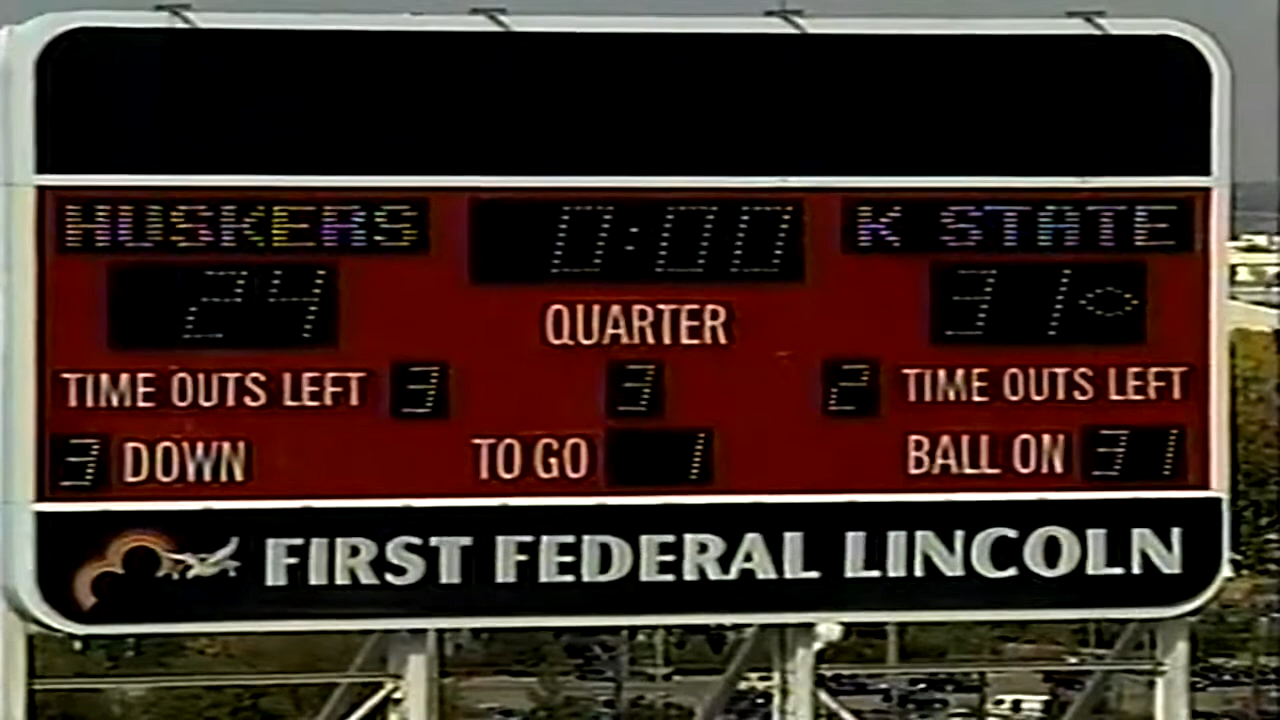 HUSKERS 0:00 K STATE
24 QUARTER 31
TIME OUTS LEFT 3 3 2 TIME OUTS LEFT
3 DOWN TO GO 1 BALL ON 31
FIRST FEDERAL LINCOLN